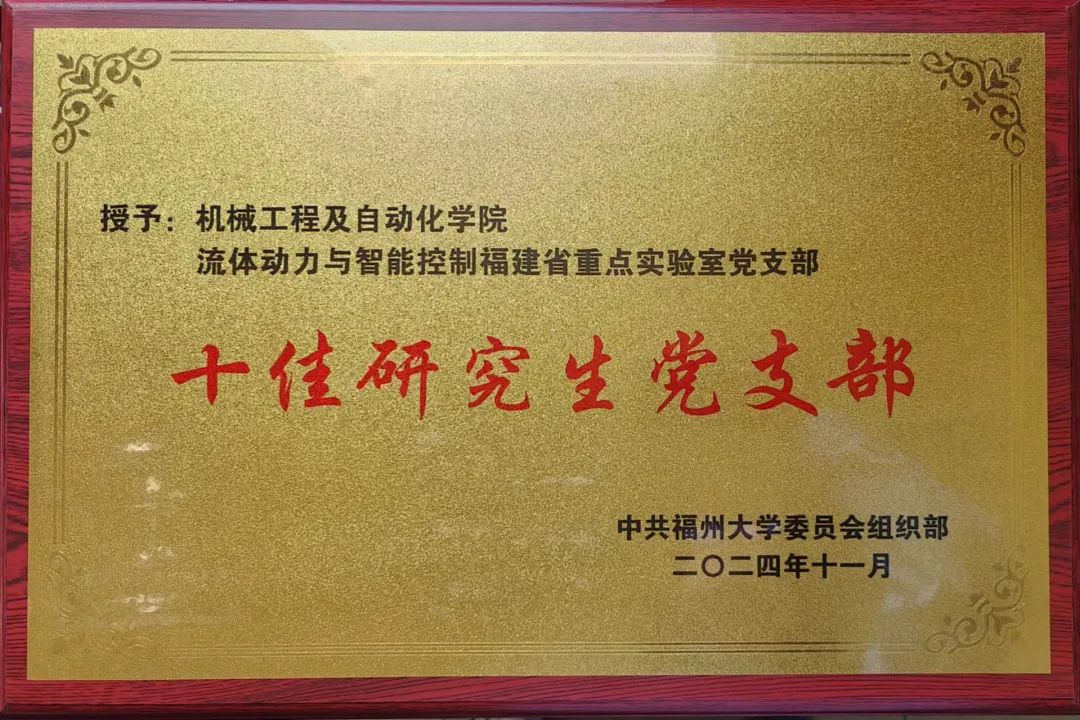 授予：机械工程及自动化学院
流体动力与智能控制福建省重点实验室党支部
十佳研究生党支部
中共福州大学委员会组织部
二〇二四年十一月